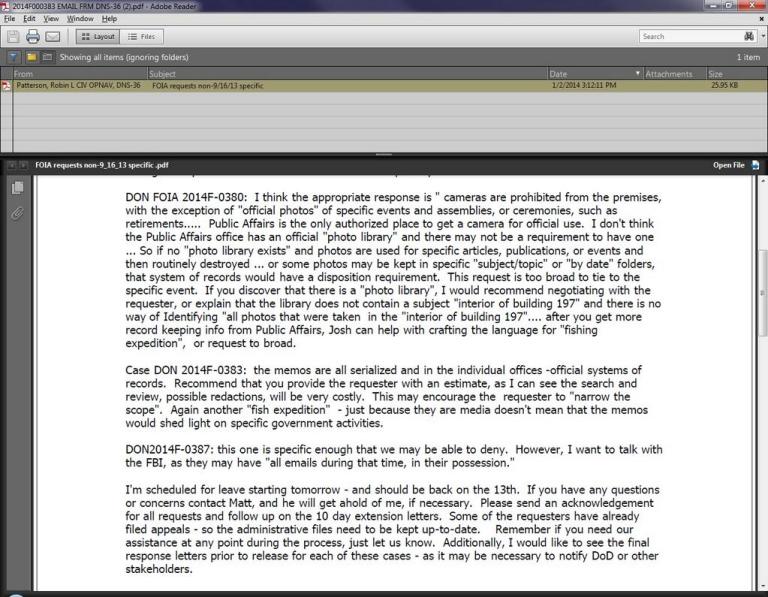 2014F000383 EMAIL FRM DNS-36 (2).pdf - Adobe Reader
File Edit View Window Help
Layout Files Search
Showing all items (ignoring folders) 1 item
From Subject Date Attachments Size
Patterson, Robin L CIV OPNAV, DNS-36 FOIA requests non-9/16/13 specific 1/2/2014 3:12:11 PM 25.95 KB
FOIA requests non-9_16_13 specific .pdf Open File
DON FOIA 2014F-0380: I think the appropriate response is " cameras are prohibited from the premises,
with the exception of "official photos" of specific events and assemblies, or ceremonies, such as
retirements..... Public Affairs is the only authorized place to get a camera for official use. I don't think
the Public Affairs office has an official "photo library" and there may not be a requirement to have one
... So if no "photo library exists" and photos are used for specific articles, publications, or events and
then routinely destroyed ... or some photos may be kept in specific "subject/topic" or "by date" folders,
that system of records would have a disposition requirement. This request is too broad to tie to the
specific event. If you discover that there is a "photo library", I would recommend negotiating with the
requester, or explain that the library does not contain a subject "interior of building 197" and there is no
way of Identifying "all photos that were taken in the "interior of building 197".... after you get more
record keeping info from Public Affairs, Josh can help with crafting the language for "fishing
expedition", or request to broad.
Case DON 2014F-0383: the memos are all serialized and in the individual offices -official systems of
records. Recommend that you provide the requester with an estimate, as I can see the search and
review, possible redactions, will be very costly. This may encourage the requester to "narrow the
scope". Again another "fish expedition" - just because they are media doesn't mean that the memos
would shed light on specific government activities.
DON2014F-0387: this one is specific enough that we may be able to deny. However, I want to talk with
the FBI, as they may have "all emails during that time, in their possession."
I'm scheduled for leave starting tomorrow - and should be back on the 13th. If you have any questions
or concerns contact Matt, and he will get ahold of me, if necessary. Please send an acknowledgement
for all requests and follow up on the 10 day extension letters. Some of the requesters have already
filed appeals - so the administrative files need to be kept up-to-date. Remember if you need our
assistance at any point during the process, just let us know. Additionally, I would like to see the final
response letters prior to release for each of these cases - as it may be necessary to notify DoD or other
stakeholders.